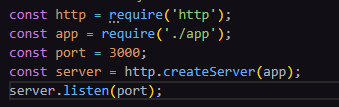 const http = require('http');
const app = require('./app');
const port = 3000;
const server = http.createServer(app);
server.listen(port);